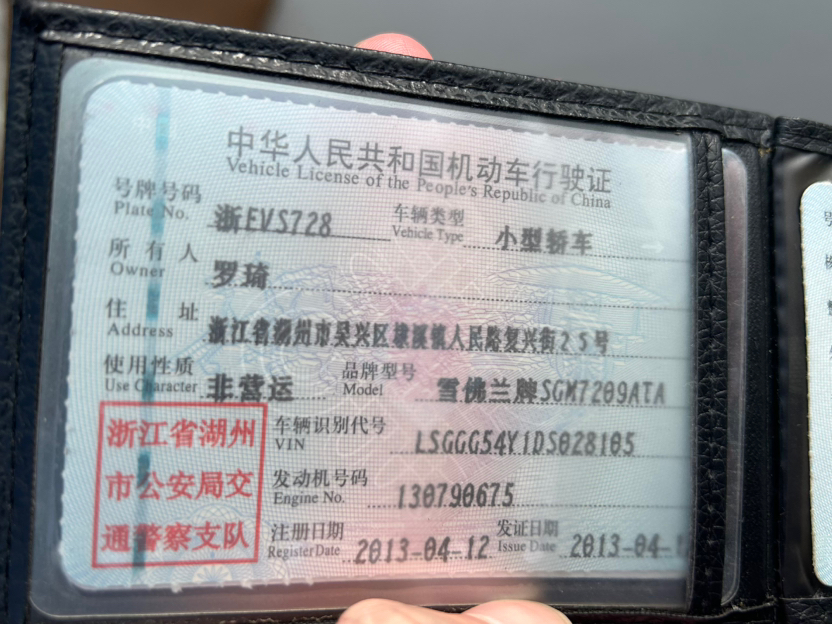 中华人民共和国机动车行驶证
Vehicle License of the People's Republic of China
号牌号码 浙EVS728 车辆类型 小型轿车
Plate No. Vehicle Type
所有人 罗琦
Owner
住址 浙江省湖州市吴兴区埭溪镇人民路复兴街25号
Address
使用性质 非营运 品牌型号 雪佛兰牌SGM7209ATA
Use Character Model
浙江省湖州
市公安局交
通警察支队
车辆识别代号 LSGGG54Y1DS028105
VIN
发动机号码 130790675
Engine No.
注册日期 2013-04-12 发证日期 2013-04-
Register Date Issue Date